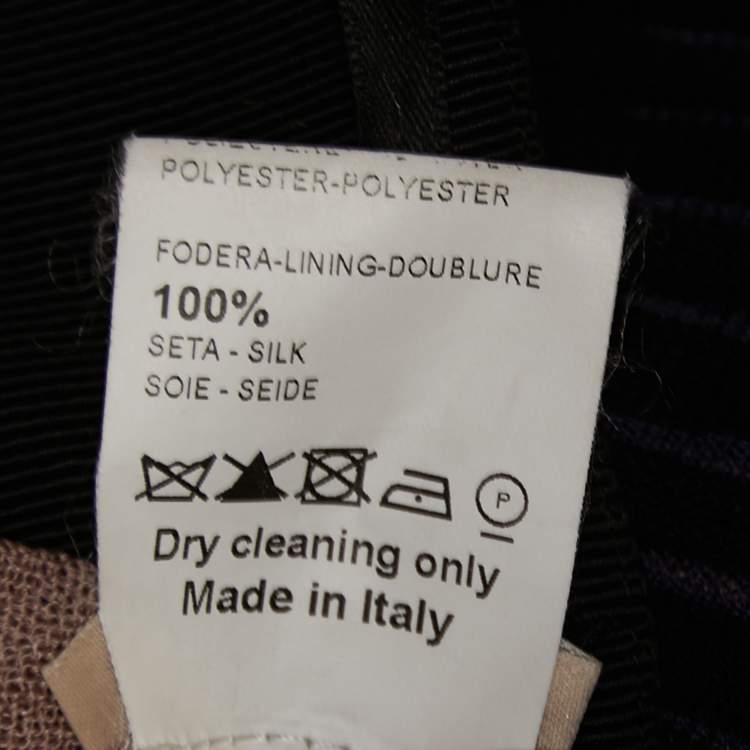 POLYESTER-POLYESTER
FODERA-LINING-DOUBLURE
100%
SETA - SILK
SOIE - SEIDE
P
Dry cleaning only
Made in Italy